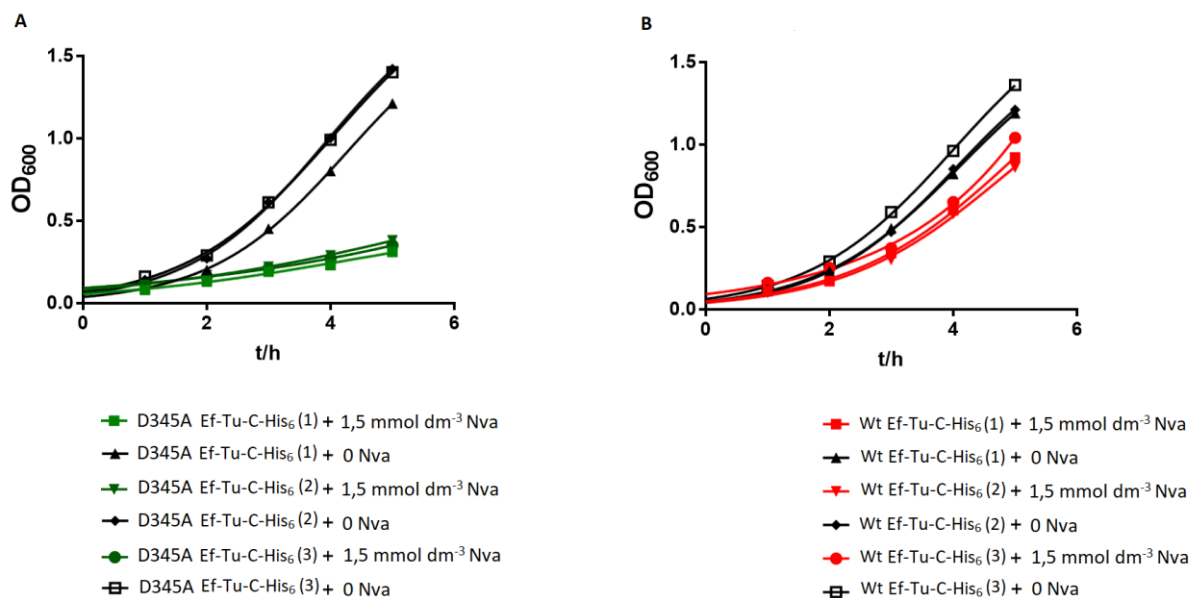 A
1.5
1.0
0.5
0.0
OD₆₀₀
0
2
4
6
t/h
D345A Ef-Tu-C-His₆ (1) + 1,5 mmol dm⁻³ Nva
D345A Ef-Tu-C-His₆ (1) + 0 Nva
D345A Ef-Tu-C-His₆ (2) + 1,5 mmol dm⁻³ Nva
D345A Ef-Tu-C-His₆ (2) + 0 Nva
D345A Ef-Tu-C-His₆ (3) + 1,5 mmol dm⁻³ Nva
D345A Ef-Tu-C-His₆ (3) + 0 Nva
B
1.5
1.0
0.5
0.0
OD₆₀₀
0
2
4
6
t/h
Wt Ef-Tu-C-His₆ (1) + 1,5 mmol dm⁻³ Nva
Wt Ef-Tu-C-His₆ (1) + 0 Nva
Wt Ef-Tu-C-His₆ (2) + 1,5 mmol dm⁻³ Nva
Wt Ef-Tu-C-His₆ (2) + 0 Nva
Wt Ef-Tu-C-His₆ (3) + 1,5 mmol dm⁻³ Nva
Wt Ef-Tu-C-His₆ (3) + 0 Nva